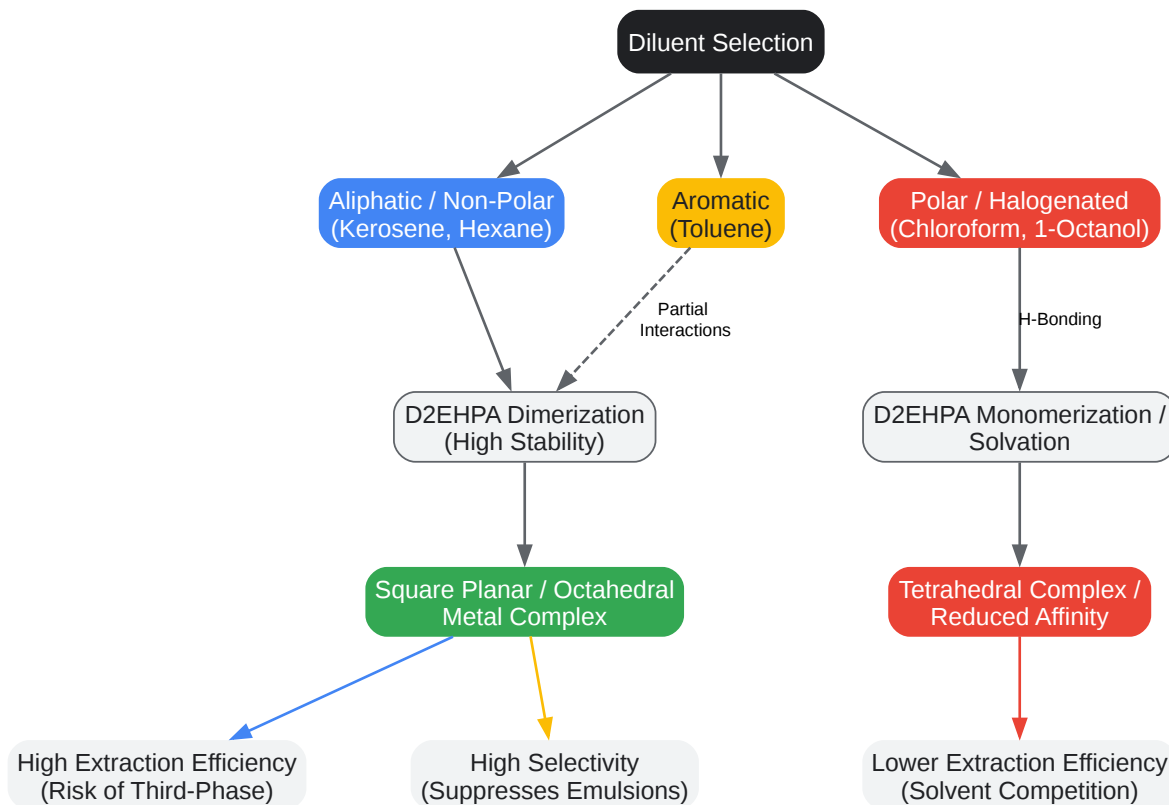 Diluent Selection
Aliphatic / Non-Polar
(Kerosene, Hexane)
Aromatic
(Toluene)
Polar / Halogenated
(Chloroform, 1-Octanol)
Partial
Interactions
H-Bonding
D2EHPA Dimerization
(High Stability)
D2EHPA Monomerization /
Solvation
Square Planar / Octahedral
Metal Complex
Tetrahedral Complex /
Reduced Affinity
High Extraction Efficiency
(Risk of Third-Phase)
High Selectivity
(Suppresses Emulsions)
Lower Extraction Efficiency
(Solvent Competition)